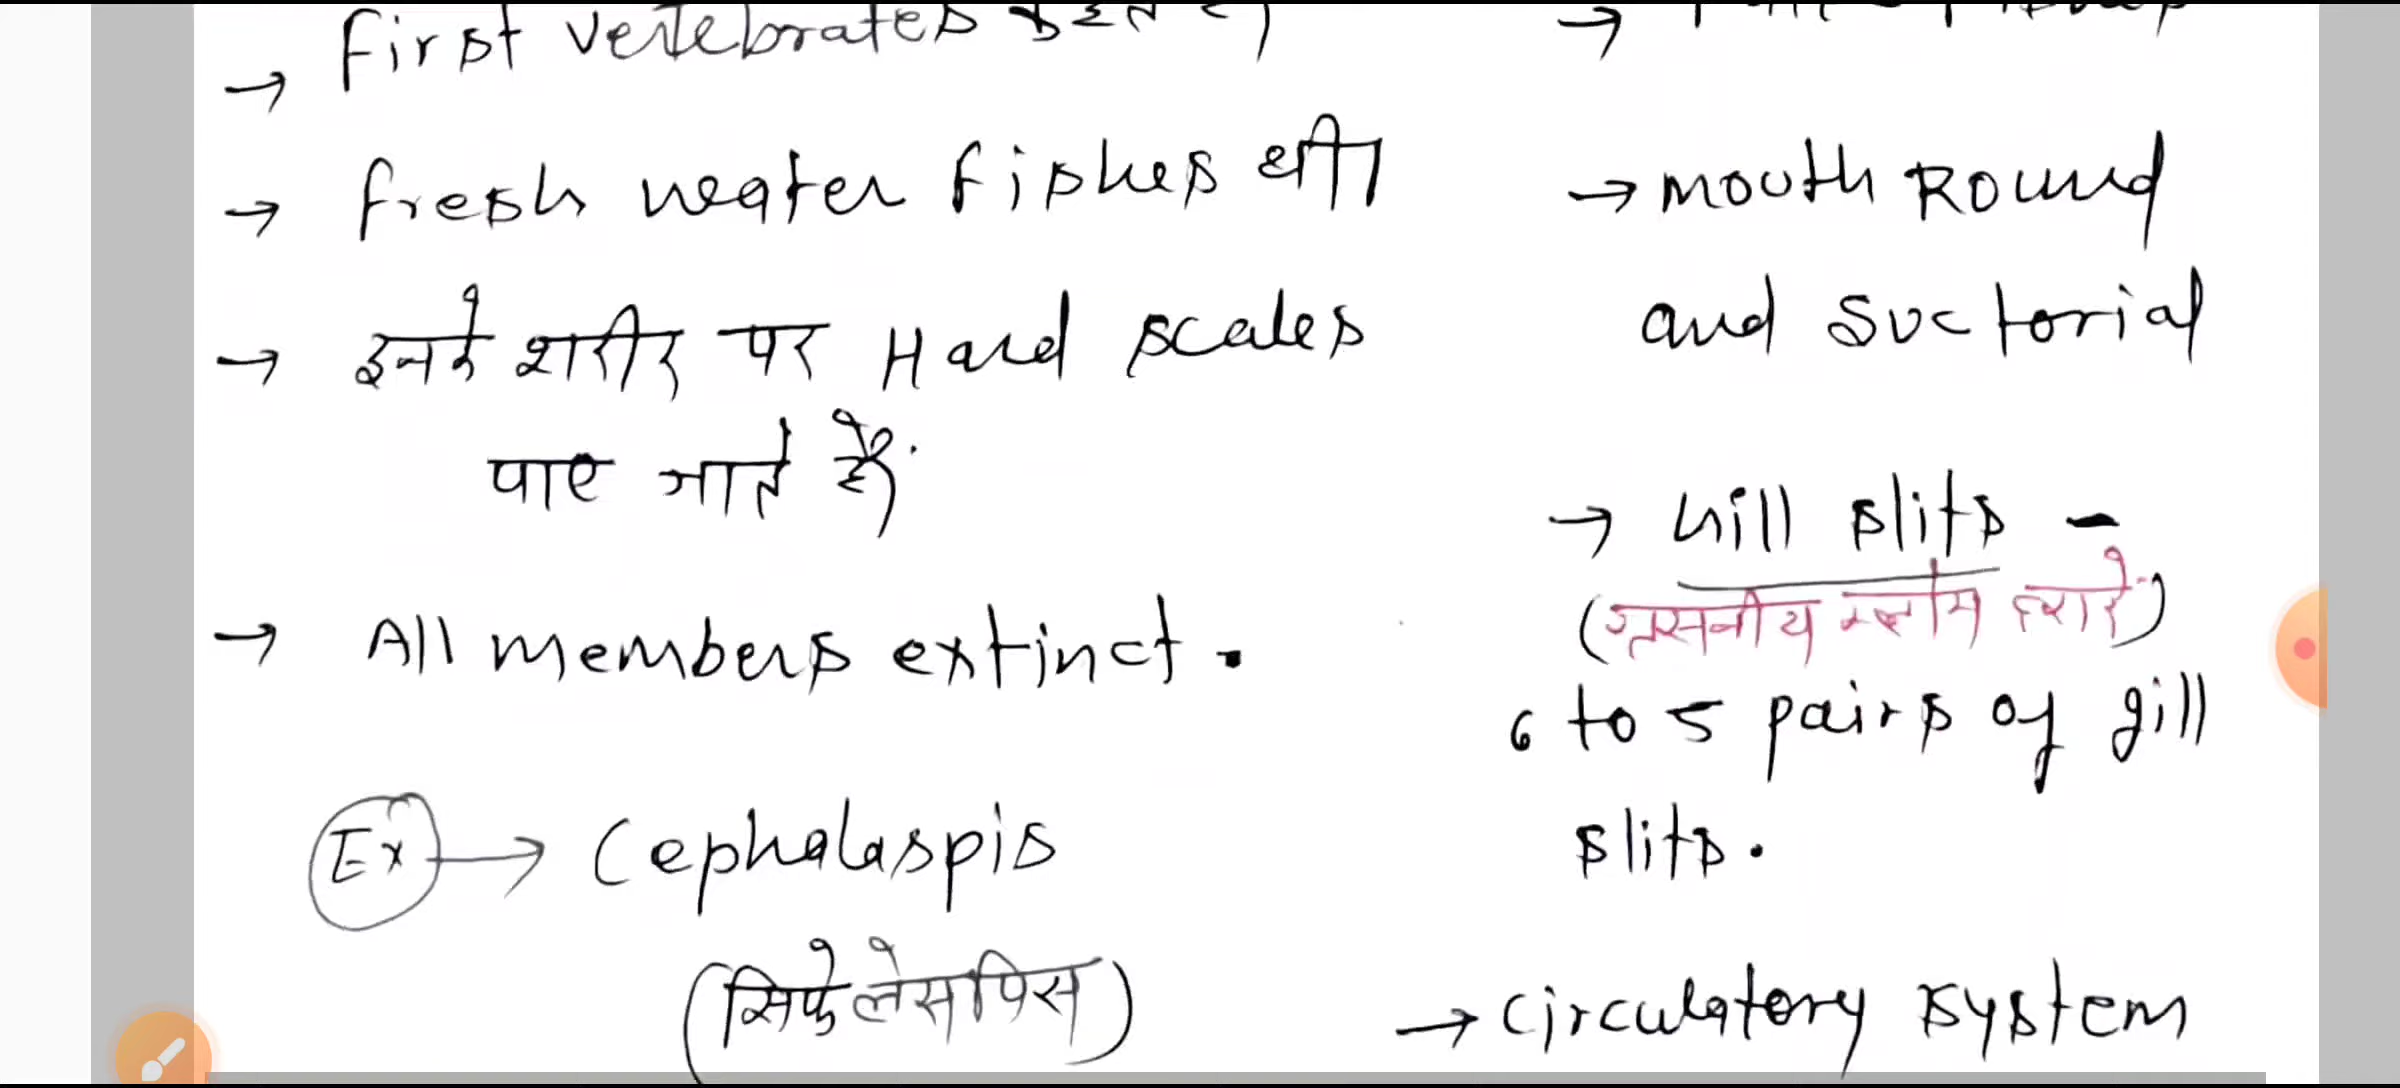 → First vertebrates कहते हैं
→ fresh water fishes थी।
→ इनके शरीर पर Hard scales
पाए जाते हैं।
→ All members extinct.
Ex → Cephalaspis
(सिफेलेसपिस)
→
→ mouth Round
and Suctorial
→ Gill slits -
(
6 to 5 pairs of gill
slits.
→ circulatory system